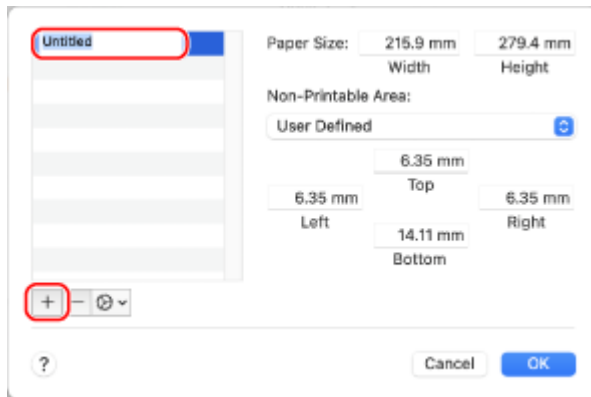 Untitled
Paper Size: 215.9 mm 279.4 mm
Width Height
Non-Printable Area:
User Defined
6.35 mm
Top
6.35 mm 6.35 mm
Left Right
14.11 mm
Bottom
+ −
? Cancel OK